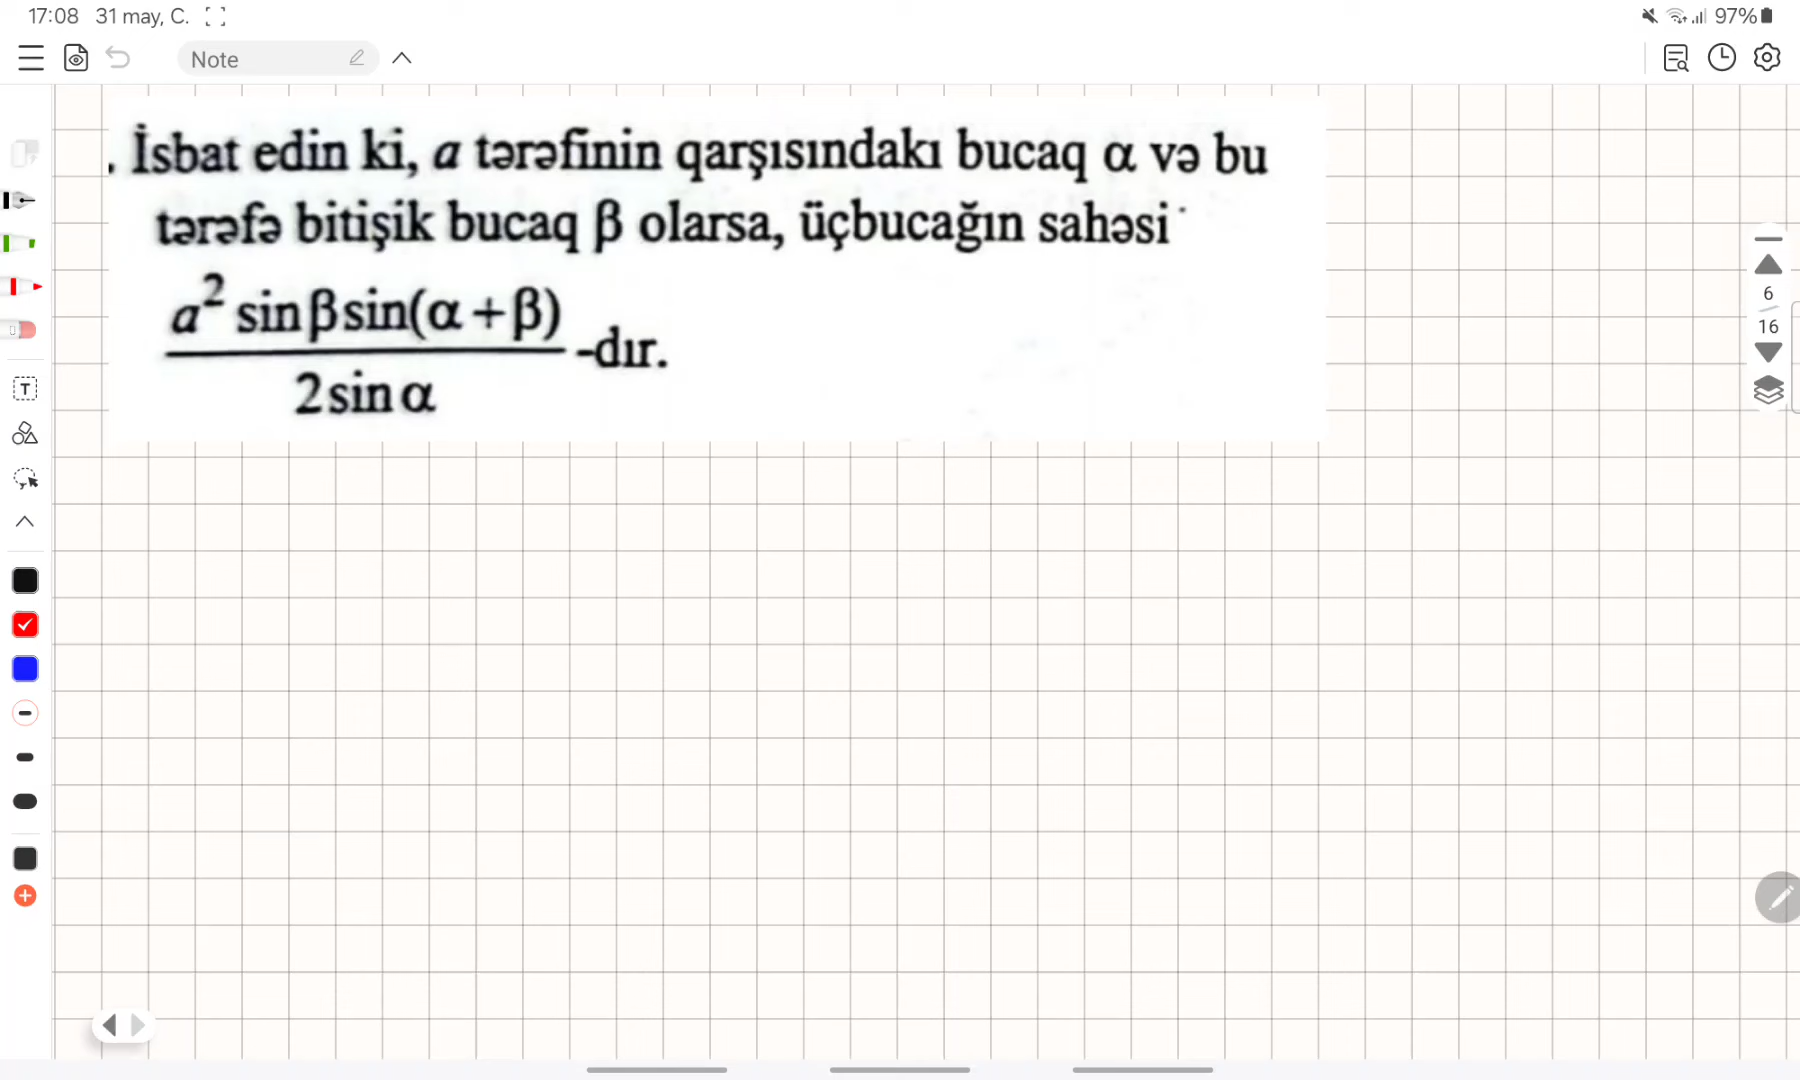 17:08 31 may, C. 97%
Note
. İsbat edin ki, a tərəfinin qarşısındakı bucaq α və bu
tərəfə bitişik bucaq β olarsa, üçbucağın sahəsi
a² sinβsin(α+β)
2sinα
-dır.
6
16
T